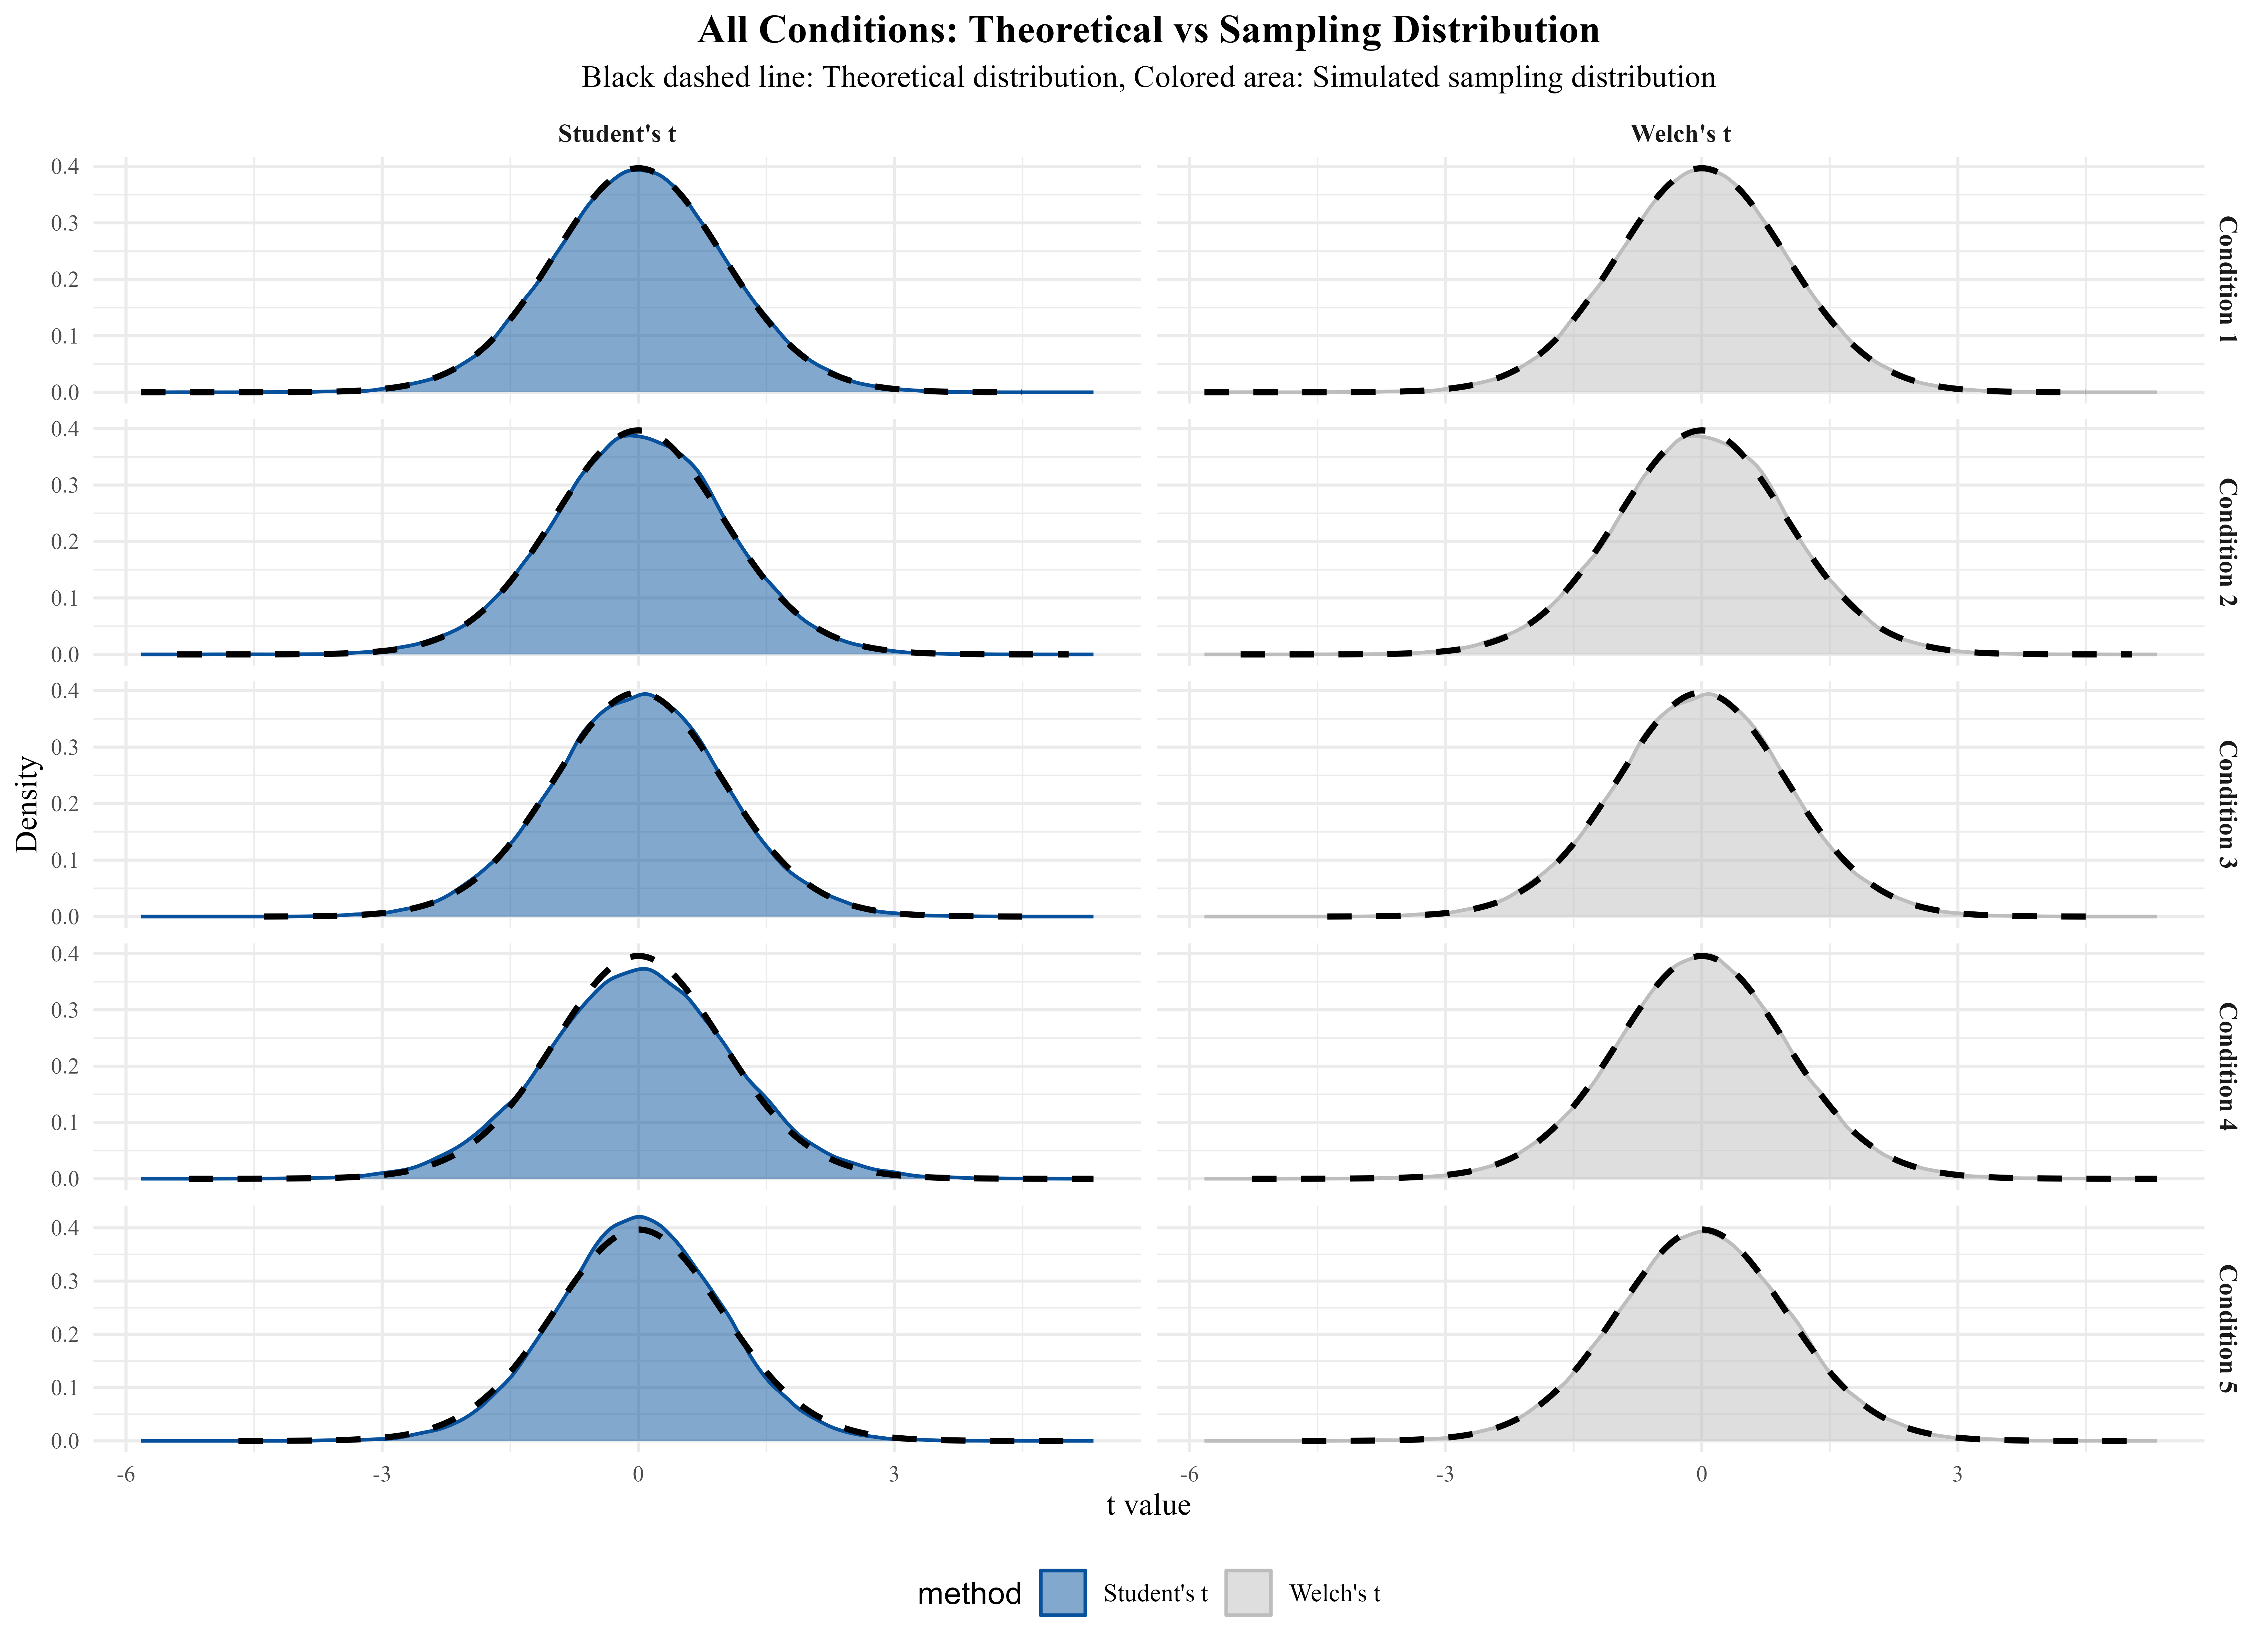 All Conditions: Theoretical vs Sampling Distribution
Black dashed line: Theoretical distribution, Colored area: Simulated sampling distribution
Student's t
Welch's t
0.4
0.3
0.2
0.1
0.0
Condition 1
0.4
0.3
0.2
0.1
0.0
Condition 2
Density
0.4
0.3
0.2
0.1
0.0
Condition 3
0.4
0.3
0.2
0.1
0.0
Condition 4
0.4
0.3
0.2
0.1
0.0
Condition 5
-6 -3 0 3 -6 -3 0 3
t value
method Student's t Welch's t